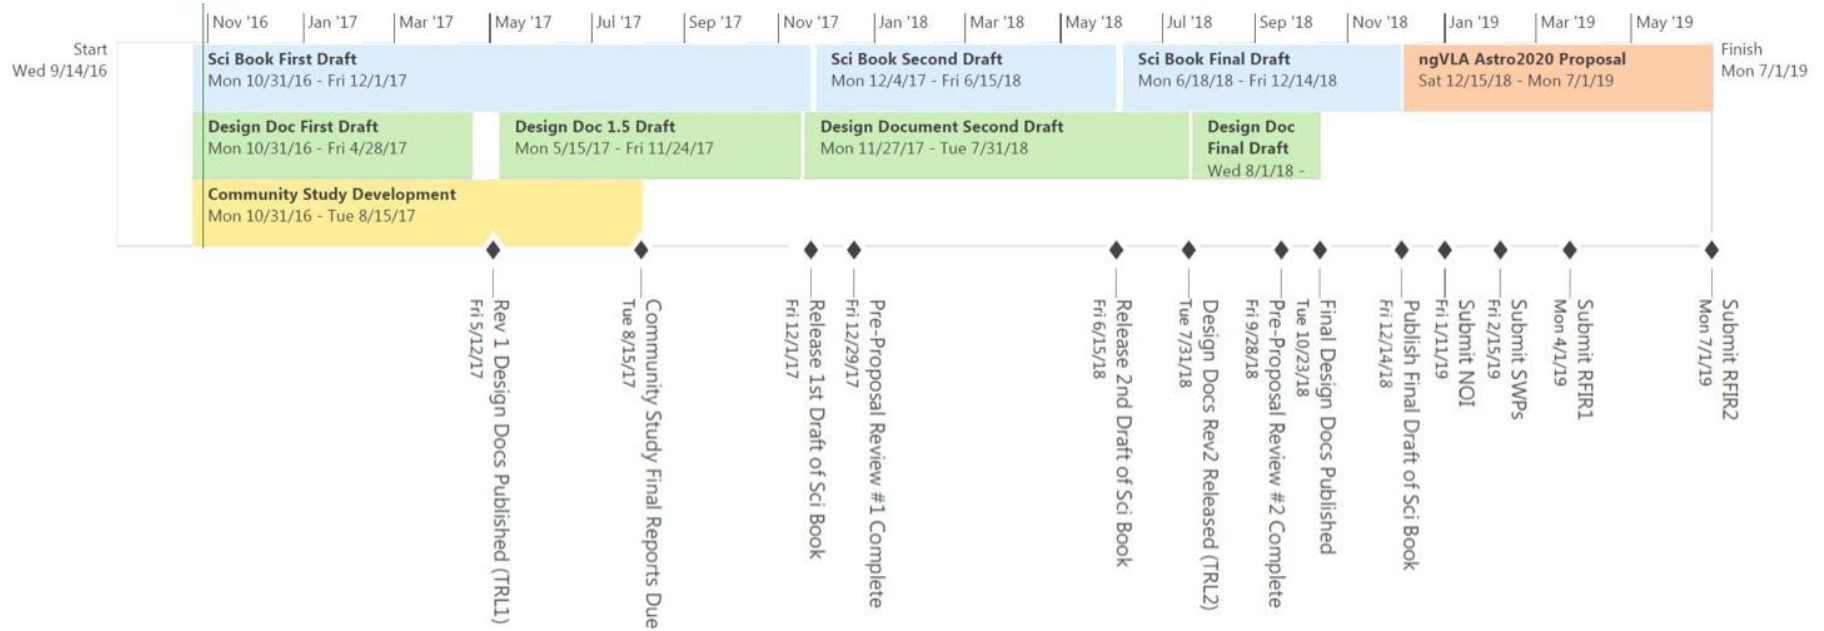 Nov '16
Jan '17
Mar '17
May '17
Jul '17
Sep '17
Nov '17
Jan '18
Mar '18
May '18
Jul '18
Sep '18
Nov '18
Jan '19
Mar '19
May '19
Start
Wed 9/14/16
Finish
Mon 7/1/19
Sci Book First Draft
Mon 10/31/16 - Fri 12/1/17
Sci Book Second Draft
Mon 12/4/17 - Fri 6/15/18
Sci Book Final Draft
Mon 6/18/18 - Fri 12/14/18
ngVLA Astro2020 Proposal
Sat 12/15/18 - Mon 7/1/19
Design Doc First Draft
Mon 10/31/16 - Fri 4/28/17
Design Doc 1.5 Draft
Mon 5/15/17 - Fri 11/24/17
Design Document Second Draft
Mon 11/27/17 - Tue 7/31/18
Design Doc
Final Draft
Wed 8/1/18 -
Community Study Development
Mon 10/31/16 - Tue 8/15/17
Rev 1 Design Docs Published (TRL1)
Fri 5/12/17
Community Study Final Reports Due
Tue 8/15/17
Release 1st Draft of Sci Book
Fri 12/1/17
Pre-Proposal Review #1 Complete
Fri 12/29/17
Release 2nd Draft of Sci Book
Fri 6/15/18
Design Docs Rev2 Released (TRL2)
Tue 7/31/18
Pre-Proposal Review #2 Complete
Fri 9/28/18
Final Design Docs Published
Tue 10/23/18
Publish Final Draft of Sci Book
Fri 12/14/18
Submit NOI
Fri 1/11/19
Submit SWPs
Fri 2/15/19
Submit RFIR1
Mon 4/1/19
Submit RFIR2
Mon 7/1/19